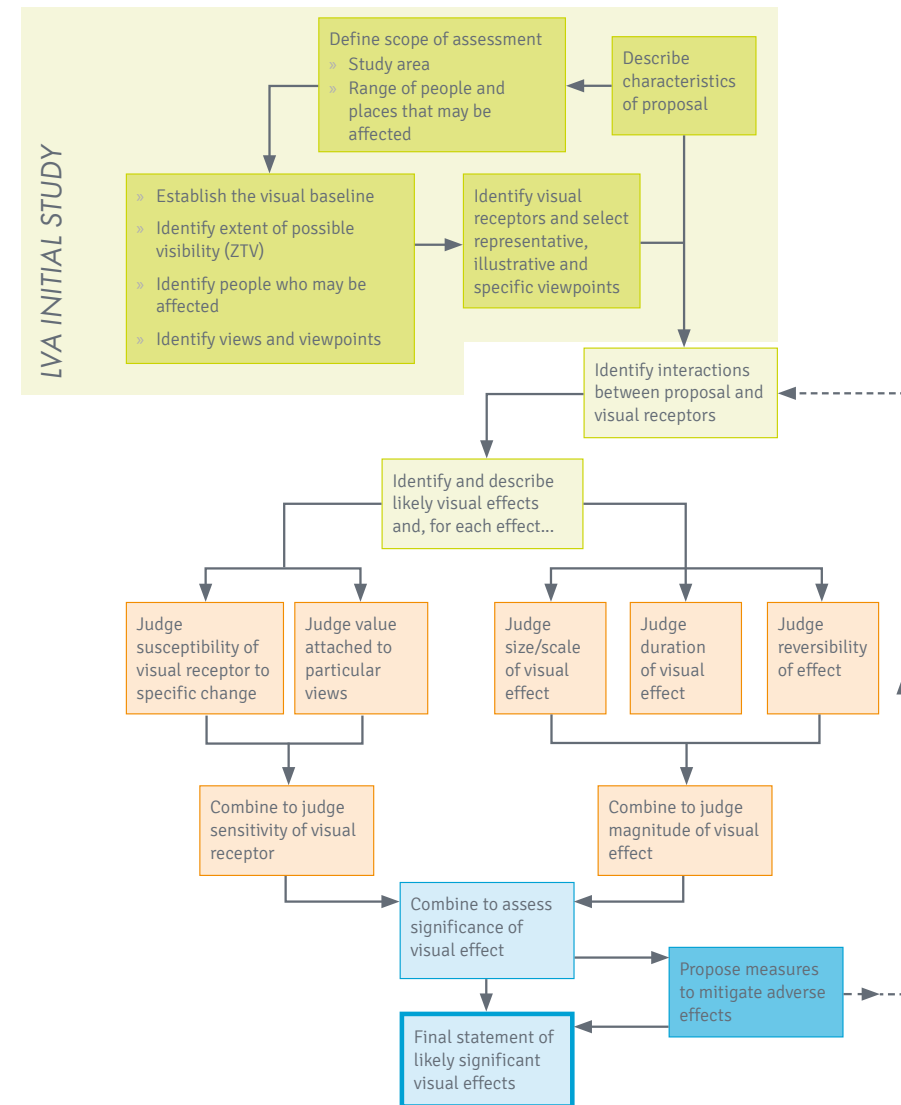 LVA INITIAL STUDY
Define scope of assessment
» Study area
» Range of people and
places that may be
affected
Describe
characteristics
of proposal
» Establish the visual baseline
» Identify extent of possible
visibility (ZTV)
» Identify people who may be
affected
» Identify views and viewpoints
Identify visual
receptors and select
representative,
illustrative and
specific viewpoints
Identify interactions
between proposal and
visual receptors
Identify and describe
likely visual effects
and, for each effect...
Judge
susceptibility of
visual receptor to
specific change
Judge value
attached to
particular
views
Judge
size/scale
of visual
effect
Judge
duration
of visual
effect
Judge
reversibility
of effect
Combine to judge
sensitivity of visual
receptor
Combine to judge
magnitude of visual
effect
Combine to assess
significance of
visual effect
Propose measures
to mitigate adverse
effects
Final statement of
likely significant
visual effects